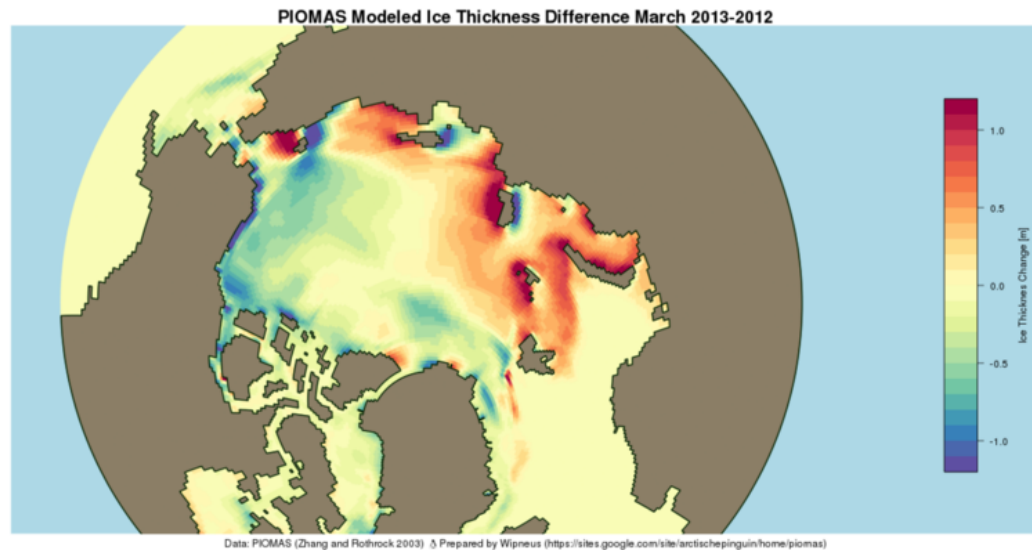 PIOMAS Modeled Ice Thickness Difference March 2013-2012
1.0
0.5
0.0
-0.5
-1.0
Ice Thicknes Change [m]
Data: PIOMAS (Zhang and Rothrock 2003) 🐧 Prepared by Wipneus (https://sites.google.com/site/arctischepinguin/home/piomas)